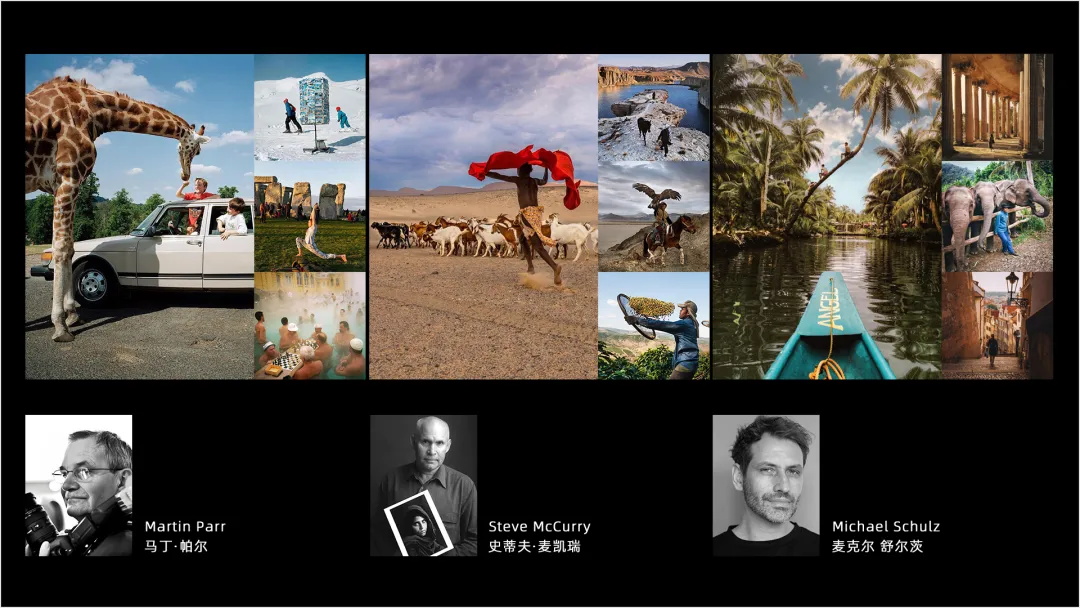 ANGEL
Martin Parr
马丁·帕尔
Steve McCurry
史蒂夫·麦凯瑞
Michael Schulz
麦克尔 舒尔茨